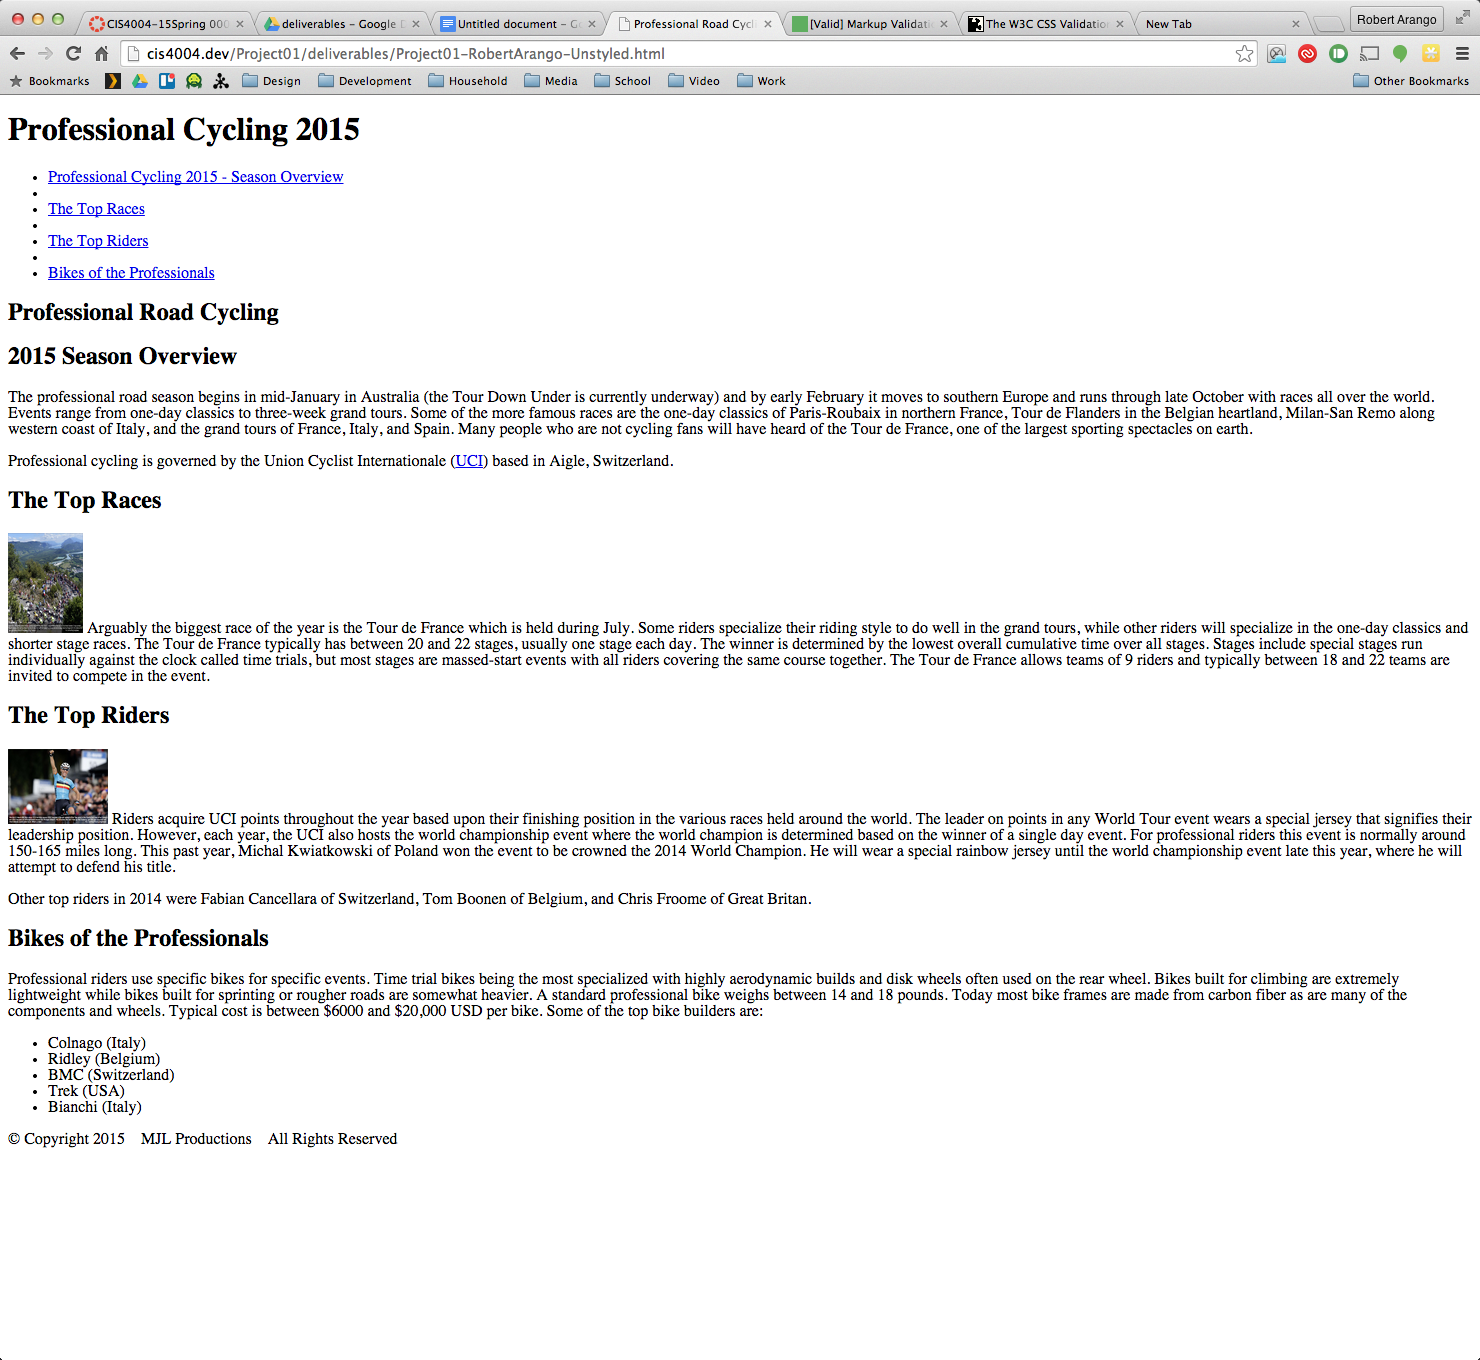 CIS4004-15Spring 000
deliverables - Google D
Untitled document - Go
Professional Road Cycl
[Valid] Markup Validati
The W3C CSS Validatio
New Tab
Robert Arango
cis4004.dev/Project01/deliverables/Project01-RobertArango-Unstyled.html
Bookmarks
Design
Development
Household
Media
School
Video
Work
Other Bookmarks
Professional Cycling 2015
Professional Cycling 2015 - Season Overview
The Top Races
The Top Riders
Bikes of the Professionals
Professional Road Cycling
2015 Season Overview
The professional road season begins in mid-January in Australia (the Tour Down Under is currently underway) and by early February it moves to southern Europe and runs through late October with races all over the world.
Events range from one-day classics to three-week grand tours. Some of the more famous races are the one-day classics of Paris-Roubaix in northern France, Tour de Flanders in the Belgian heartland, Milan-San Remo along
western coast of Italy, and the grand tours of France, Italy, and Spain. Many people who are not cycling fans will have heard of the Tour de France, one of the largest sporting spectacles on earth.
Professional cycling is governed by the Union Cyclist Internationale (UCI) based in Aigle, Switzerland.
The Top Races
Arguably the biggest race of the year is the Tour de France which is held during July. Some riders specialize their riding style to do well in the grand tours, while other riders will specialize in the one-day classics and
shorter stage races. The Tour de France typically has between 20 and 22 stages, usually one stage each day. The winner is determined by the lowest overall cumulative time over all stages. Stages include special stages run
individually against the clock called time trials, but most stages are massed-start events with all riders covering the same course together. The Tour de France allows teams of 9 riders and typically between 18 and 22 teams are
invited to compete in the event.
The Top Riders
Riders acquire UCI points throughout the year based upon their finishing position in the various races held around the world. The leader on points in any World Tour event wears a special jersey that signifies their
leadership position. However, each year, the UCI also hosts the world championship event where the world champion is determined based on the winner of a single day event. For professional riders this event is normally around
150-165 miles long. This past year, Michal Kwiatkowski of Poland won the event to be crowned the 2014 World Champion. He will wear a special rainbow jersey until the world championship event late this year, where he will
attempt to defend his title.
Other top riders in 2014 were Fabian Cancellara of Switzerland, Tom Boonen of Belgium, and Chris Froome of Great Britan.
Bikes of the Professionals
Professional riders use specific bikes for specific events. Time trial bikes being the most specialized with highly aerodynamic builds and disk wheels often used on the rear wheel. Bikes built for climbing are extremely
lightweight while bikes built for sprinting or rougher roads are somewhat heavier. A standard professional bike weighs between 14 and 18 pounds. Today most bike frames are made from carbon fiber as are many of the
components and wheels. Typical cost is between $6000 and $20,000 USD per bike. Some of the top bike builders are:
Colnago (Italy)
Ridley (Belgium)
BMC (Switzerland)
Trek (USA)
Bianchi (Italy)
© Copyright 2015 MJL Productions All Rights Reserved